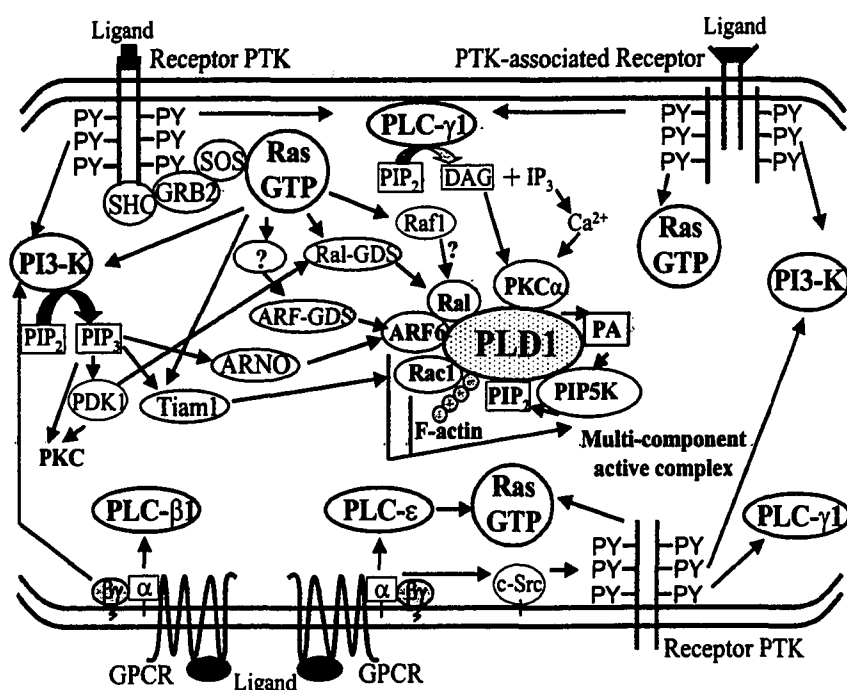 Ligand
Receptor PTK
PTK-associated Receptor
Ligand
PY PY
PY PY
PY PY
SHC
GRB2
SOS
Ras
GTP
PLC-γ1
PIP2
DAG
+ IP3
Ca2+
PY PY
PY PY
PY PY
Ras
GTP
PI3-K
?
Raf1
?
Ral-GDS
Ral
PKCα
PI3-K
PIP2
PIP3
ARF-GDS
ARF6
PLD1
PA
ARNO
Rac1
PIP2
PIP5K
PDK1
Tiam1
F-actin
PKC
Multi-component
active complex
PLC-β1
PLC-ε
Ras
GTP
PLC-γ1
βγ
α
α
βγ
c-Src
PY PY
PY PY
PY PY
GPCR
Ligand
GPCR
Receptor PTK